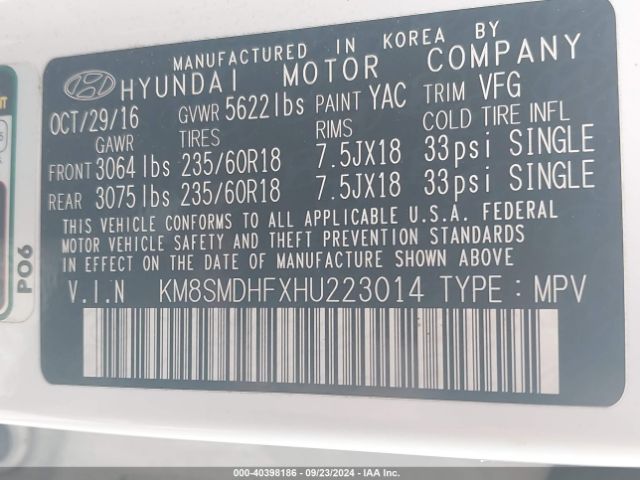 MANUFACTURED IN KOREA BY
HYUNDAI MOTOR COMPANY
OCT/29/16 GVWR 5622lbs PAINT YAC TRIM VFG
GAWR TIRES RIMS COLD TIRE INFL
FRONT 3064lbs 235/60R18 7.5JX18 33psi SINGLE
REAR 3075lbs 235/60R18 7.5JX18 33psi SINGLE
THIS VEHICLE CONFORMS TO ALL APPLICABLE U.S.A. FEDERAL
MOTOR VEHICLE SAFETY AND THEFT PREVENTION STANDARDS
IN EFFECT ON THE DATE OF MANUFACTURE SHOWN ABOVE
V.I.N KM8SMDHFXHU223014 TYPE : MPV
P06
000-40398186 - 09/23/2024 - IAA Inc.